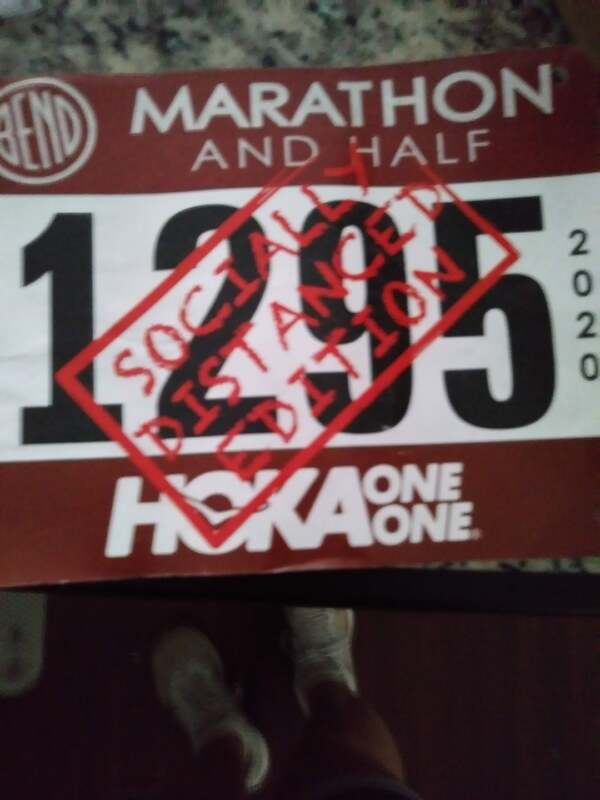 BEND
MARATHON
AND HALF
1295
2020
SOCIALLY
DISTANCED
EDITION
HOKA ONE ONE